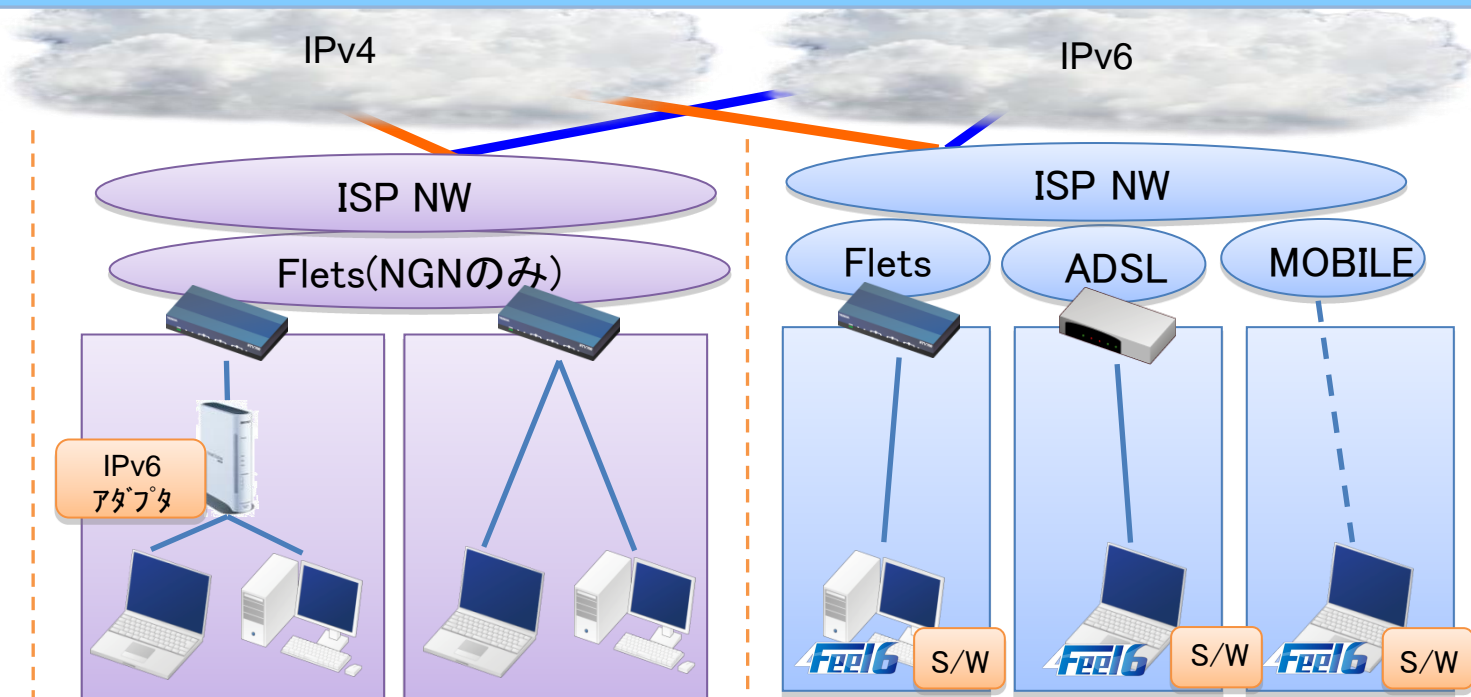 IPv4
IPv6
ISP NW
ISP NW
Flets(NGNのみ)
Flets
ADSL
MOBILE
IPv6
ｱﾀﾞﾌﾟﾀ
Feel6
S/W
Feel6
S/W
Feel6
S/W